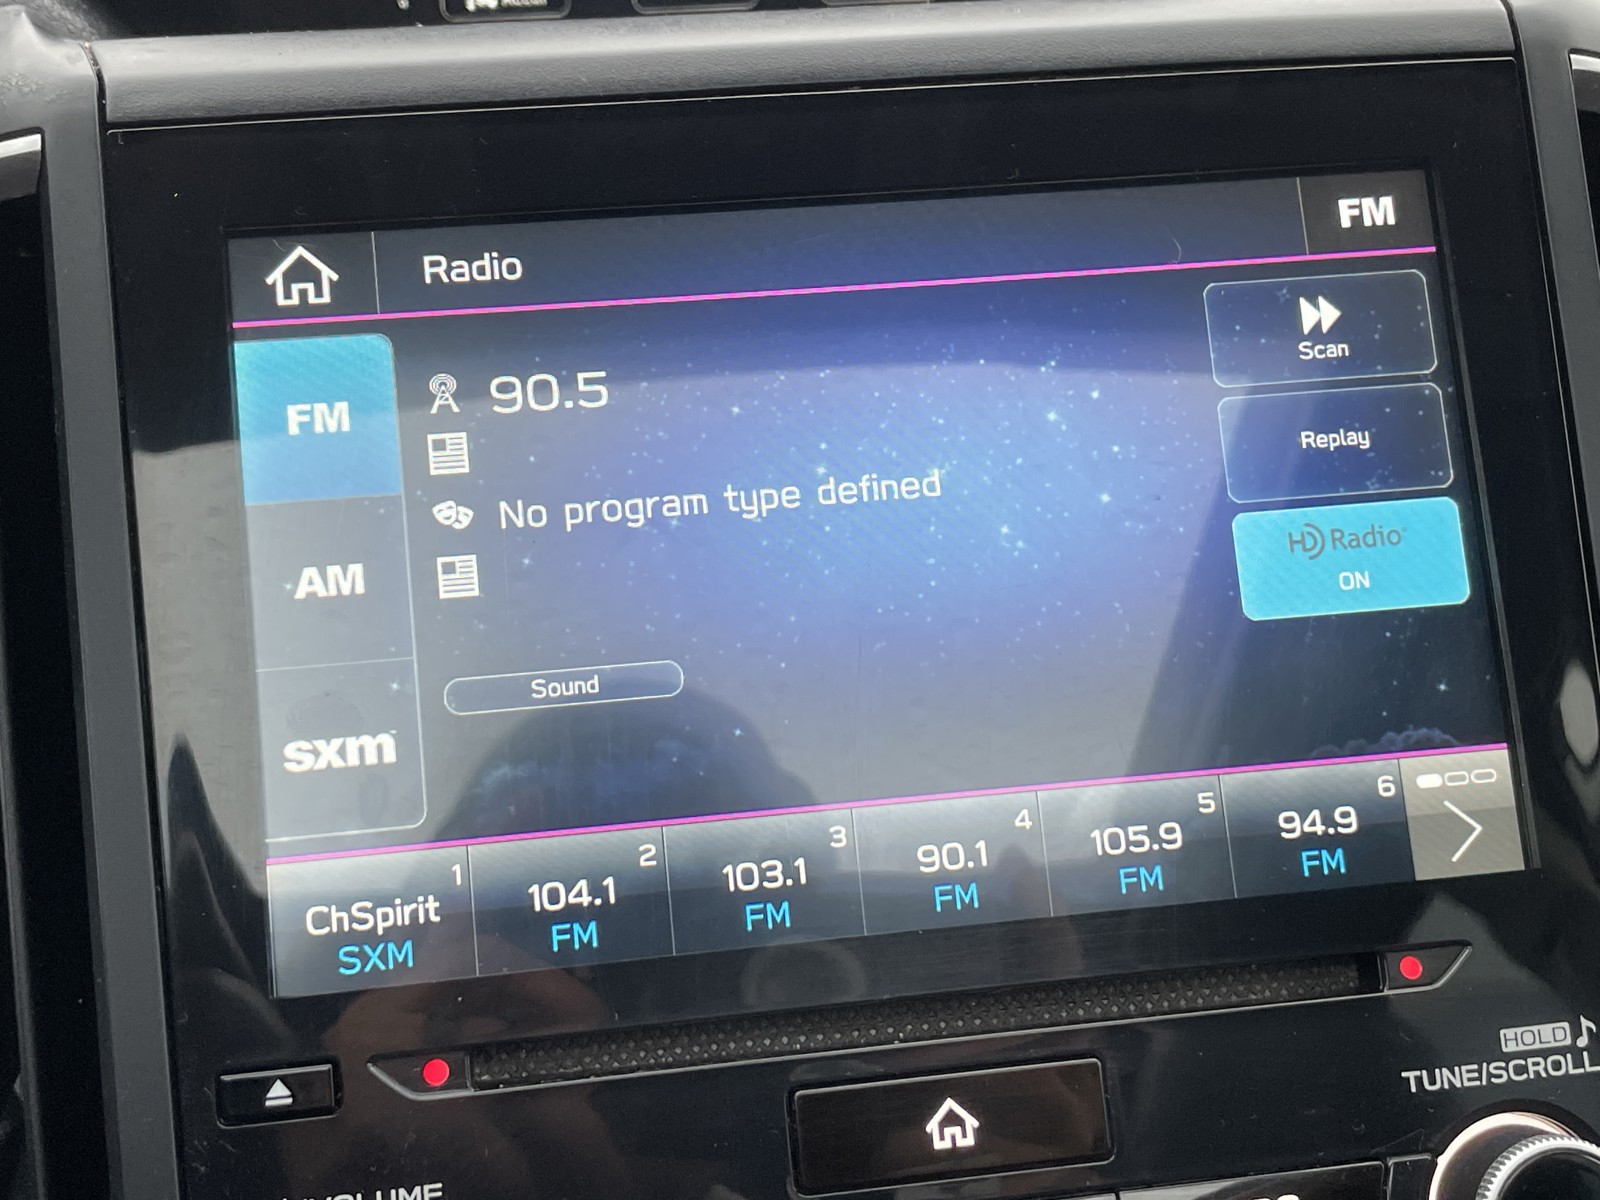 Radio
FM
FM
AM
sxm
90.5
No program type defined
Sound
Scan
Replay
HD Radio
ON
1
ChSpirit
SXM
2
104.1
FM
3
103.1
FM
4
90.1
FM
5
105.9
FM
6
94.9
FM
HOLD
TUNE/SCROLL
VOLUME